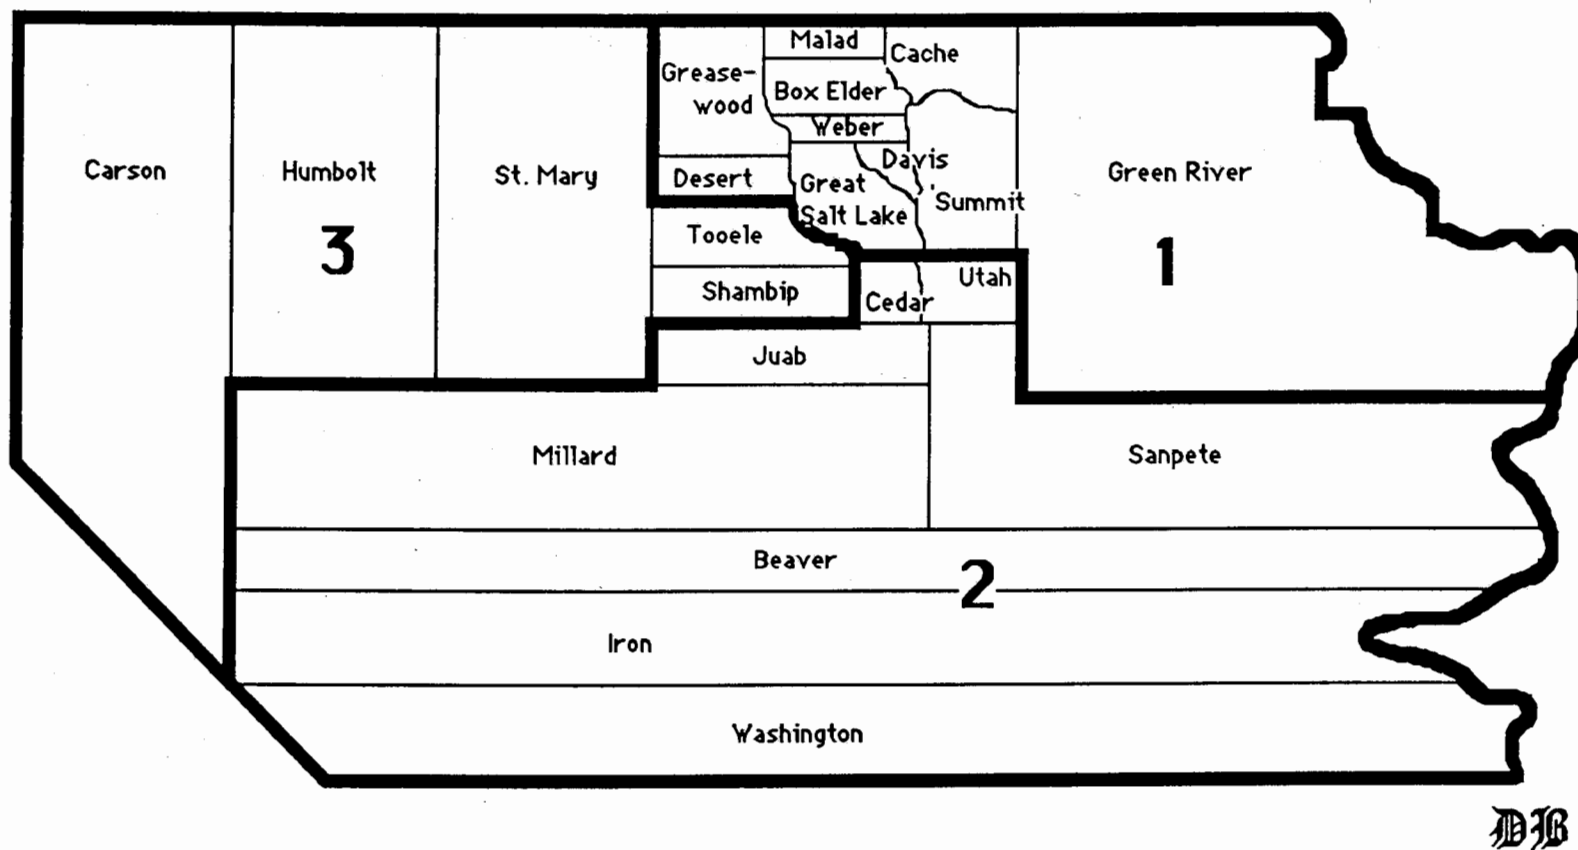 Malad
Cache
Grease-
wood
Box Elder
Weber
Carson
Humbolt
St. Mary
Desert
Davis
Great
Salt Lake
Summit
Green River
3
Tooele
1
Shambip
Cedar
Utah
Juab
Millard
Sanpete
Beaver
2
Iron
Washington
DB